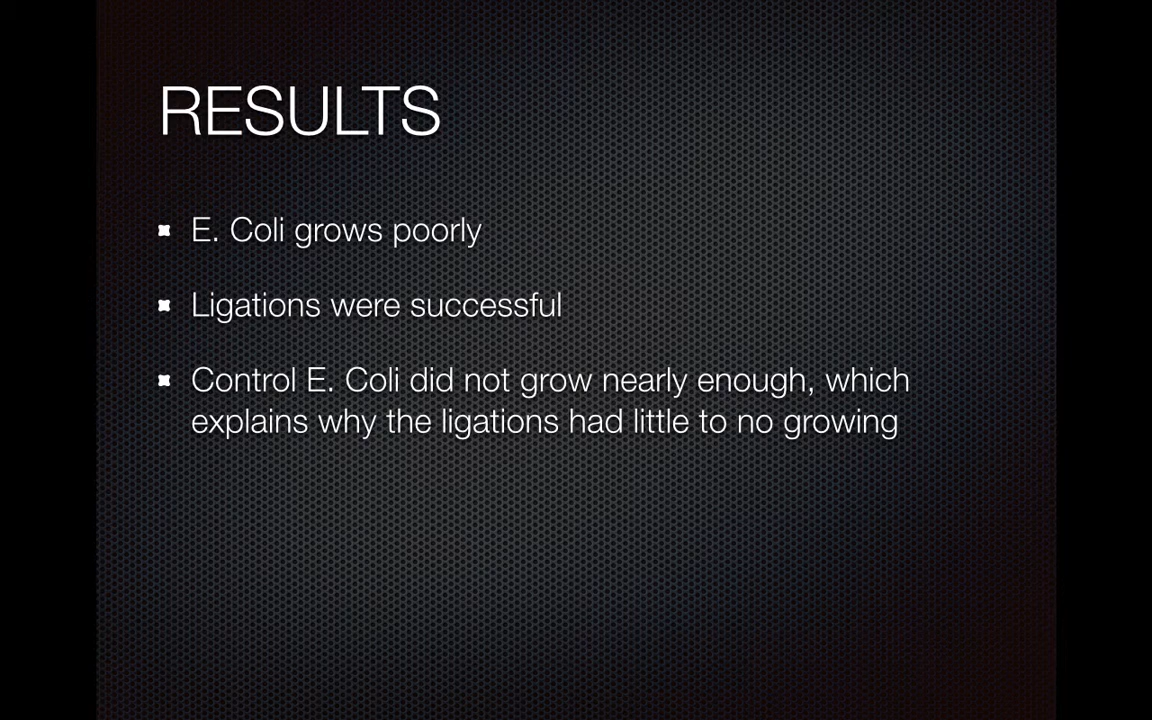 RESULTS
E. Coli grows poorly
Ligations were successful
Control E. Coli did not grow nearly enough, which
explains why the ligations had little to no growing